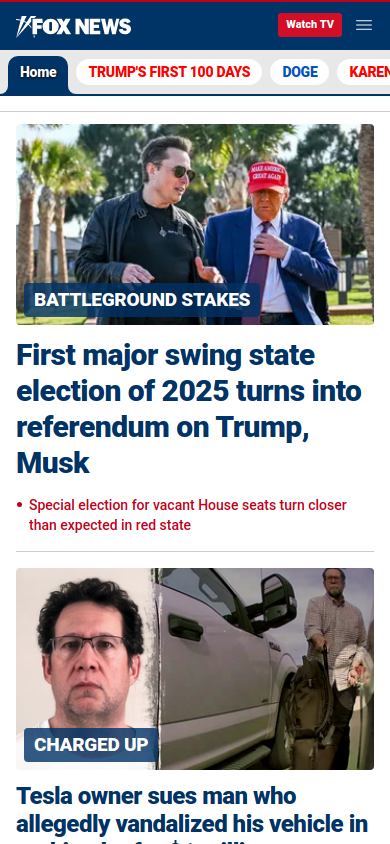 FOX NEWS
Watch TV
Home
TRUMP'S FIRST 100 DAYS
DOGE
KAREN
MAKE AMERICA
GREAT AGAIN
BATTLEGROUND STAKES
First major swing state
election of 2025 turns into
referendum on Trump,
Musk
• Special election for vacant House seats turn closer
than expected in red state
CHARGED UP
Tesla owner sues man who
allegedly vandalized his vehicle in